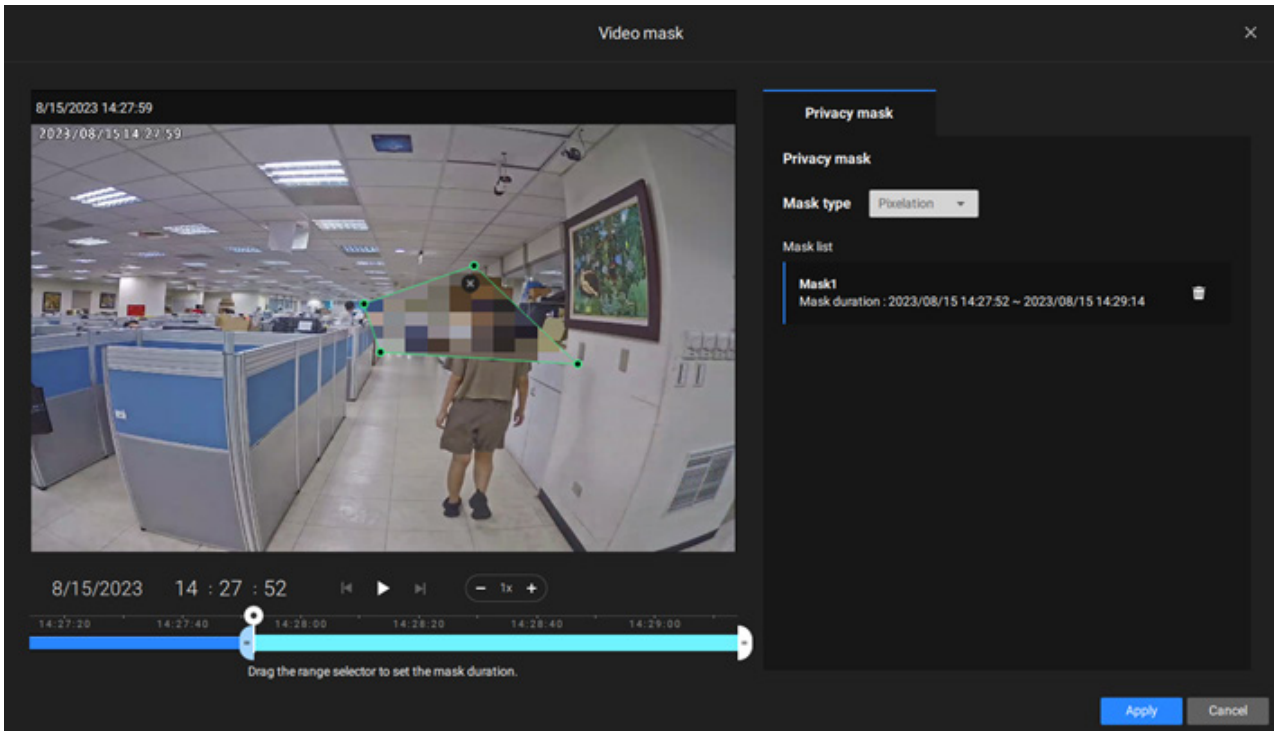 Video mask
8/15/2023 14:27:59
2023/08/15 14:27:59
Privacy mask
Privacy mask
Mask type Pixelation
Mask list
Mask1
Mask duration : 2023/08/15 14:27:52 ~ 2023/08/15 14:29:14
8/15/2023 14 : 27 : 52 1x
14:27:20 14:27:40 14:28:00 14:28:20 14:28:40 14:29:00
Drag the range selector to set the mask duration.
Apply Cancel